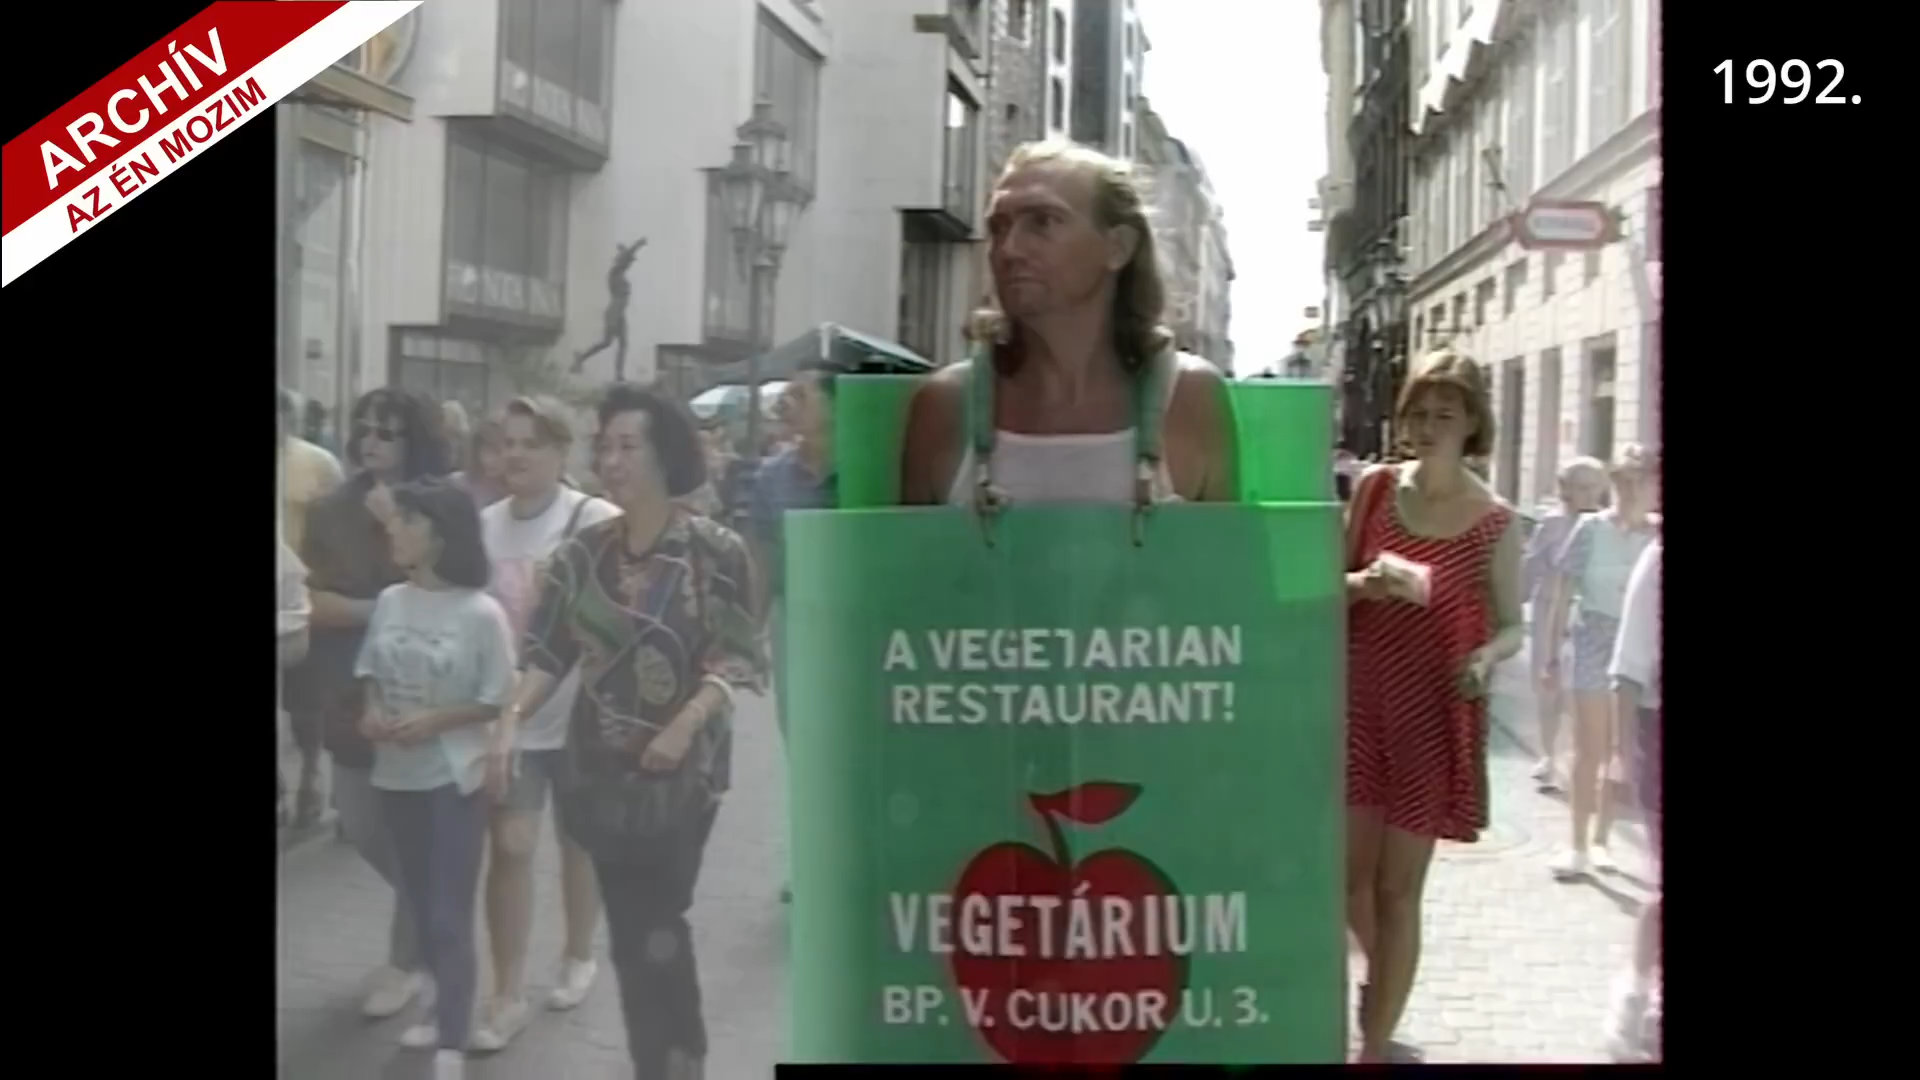 ARCHÍV
AZ ÉN MOZIM
1992.
A VEGETARIAN
RESTAURANT!
VEGETÁRIUM
BP. V. CUKOR U. 3.